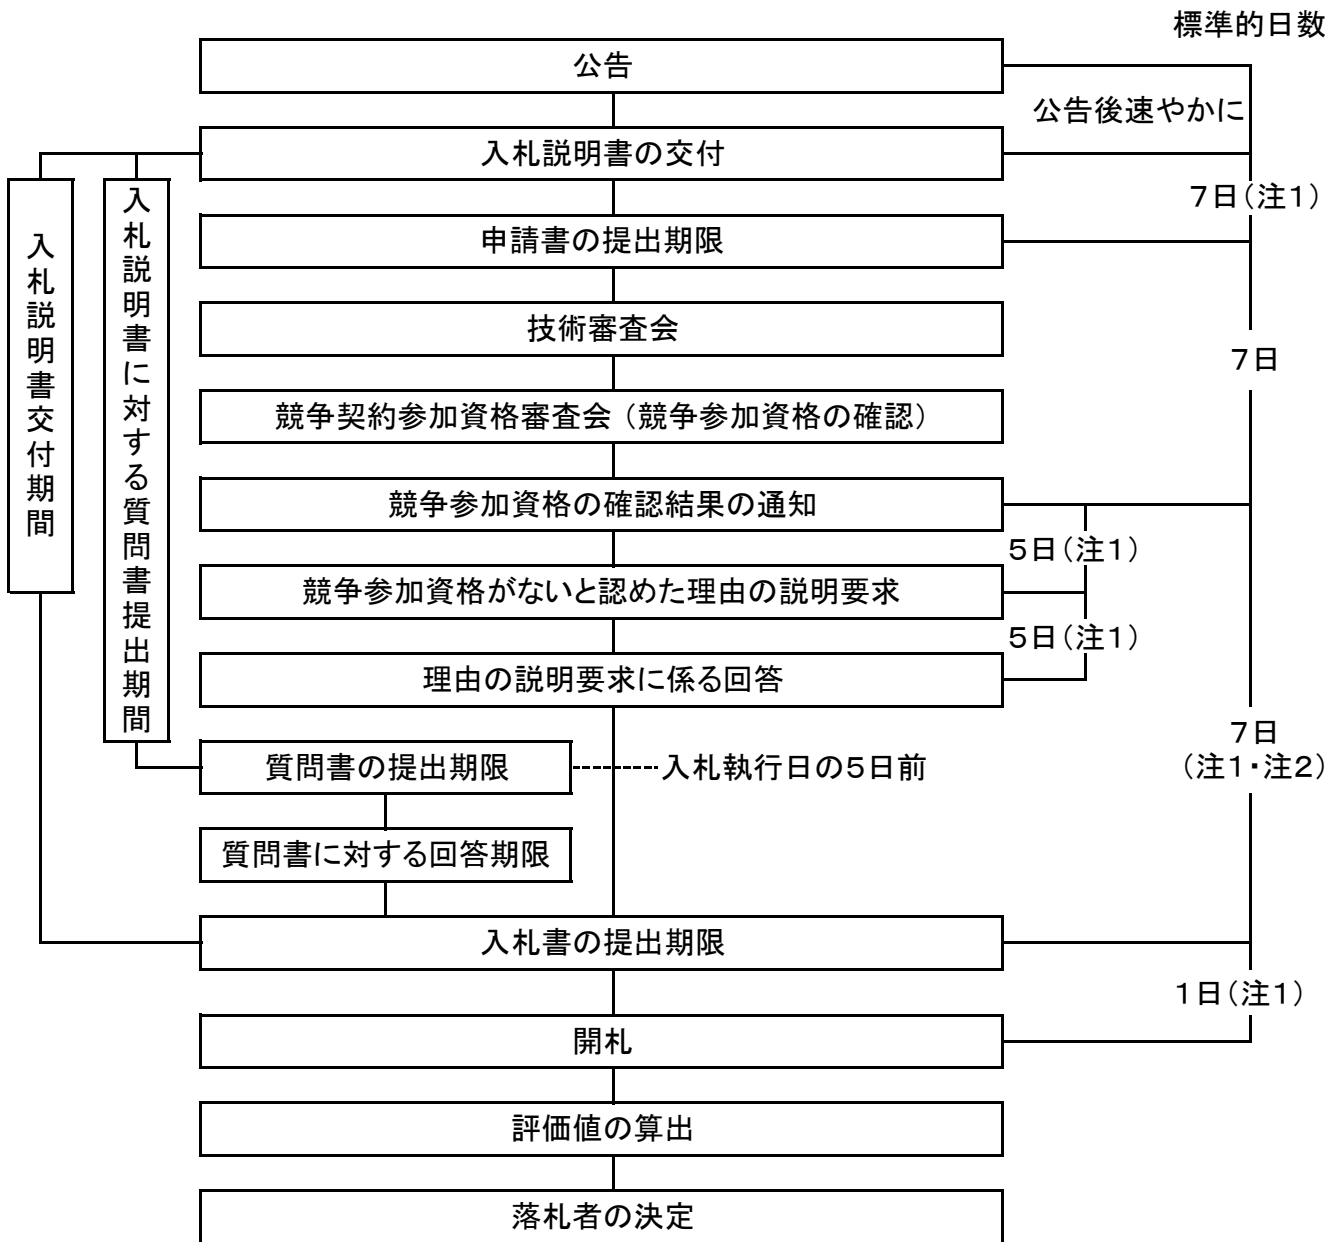 標準的日数
公告
公告後速やかに
入札説明書の交付
7日(注1)
申請書の提出期限
技術審査会
7日
競争契約参加資格審査会(競争参加資格の確認)
競争参加資格の確認結果の通知
5日(注1)
競争参加資格がないと認めた理由の説明要求
5日(注1)
理由の説明要求に係る回答
入札説明書交付期間
入札説明書に対する質問書提出期間
質問書の提出期限
入札執行日の5日前
7日
(注1・注2)
質問書に対する回答期限
入札書の提出期限
1日(注1)
開札
評価値の算出
落札者の決定